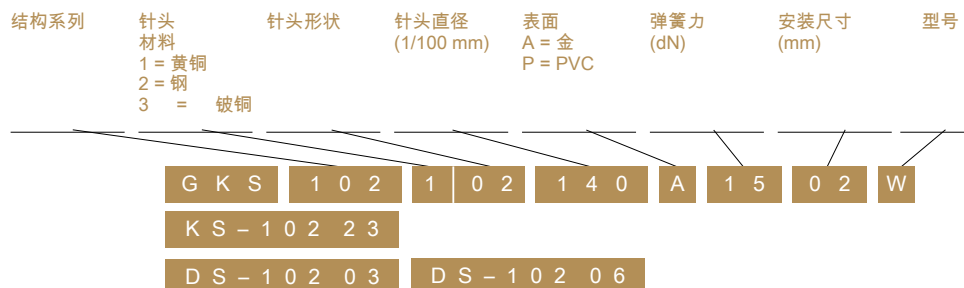 结构系列 针头 针头形状 针头直径 表面 弹簧力 安装尺寸 型号
材料 (1/100 mm) A = 金 (dN) (mm)
1 = 黄铜 P = PVC
2 = 钢
3 = 铍铜
G K S 1 0 2 1 0 2 1 4 0 A 1 5 0 2 W
K S – 1 0 2 2 3
D S – 1 0 2 0 3 D S – 1 0 2 0 6